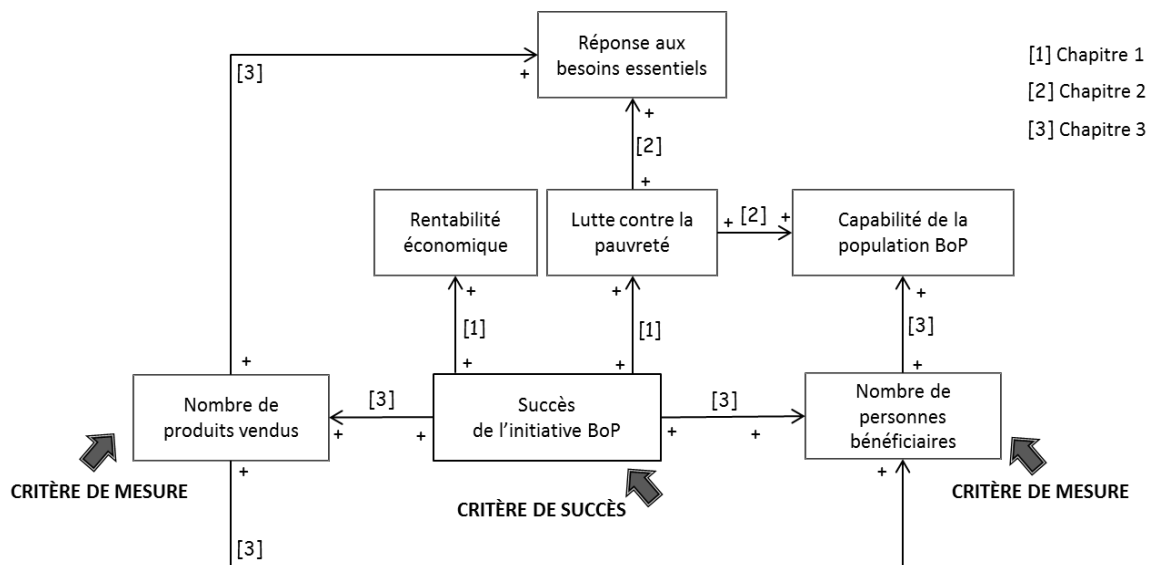 Réponse aux
besoins essentiels
[1] Chapitre 1
[2] Chapitre 2
[3] Chapitre 3
[3]
+
+
[2]
+
Rentabilité
économique
Lutte contre la
pauvreté
+
[2]
+
Capabilité de la
population BoP
+
+
+
[1]
[1]
[3]
+
+
+
+
Nombre de
produits vendus
[3]
+
+
Succès
de l'initiative BoP
[3]
+
+
Nombre de
personnes
bénéficiaires
+
+
CRITÈRE DE MESURE
CRITÈRE DE SUCCÈS
CRITÈRE DE MESURE
[3]